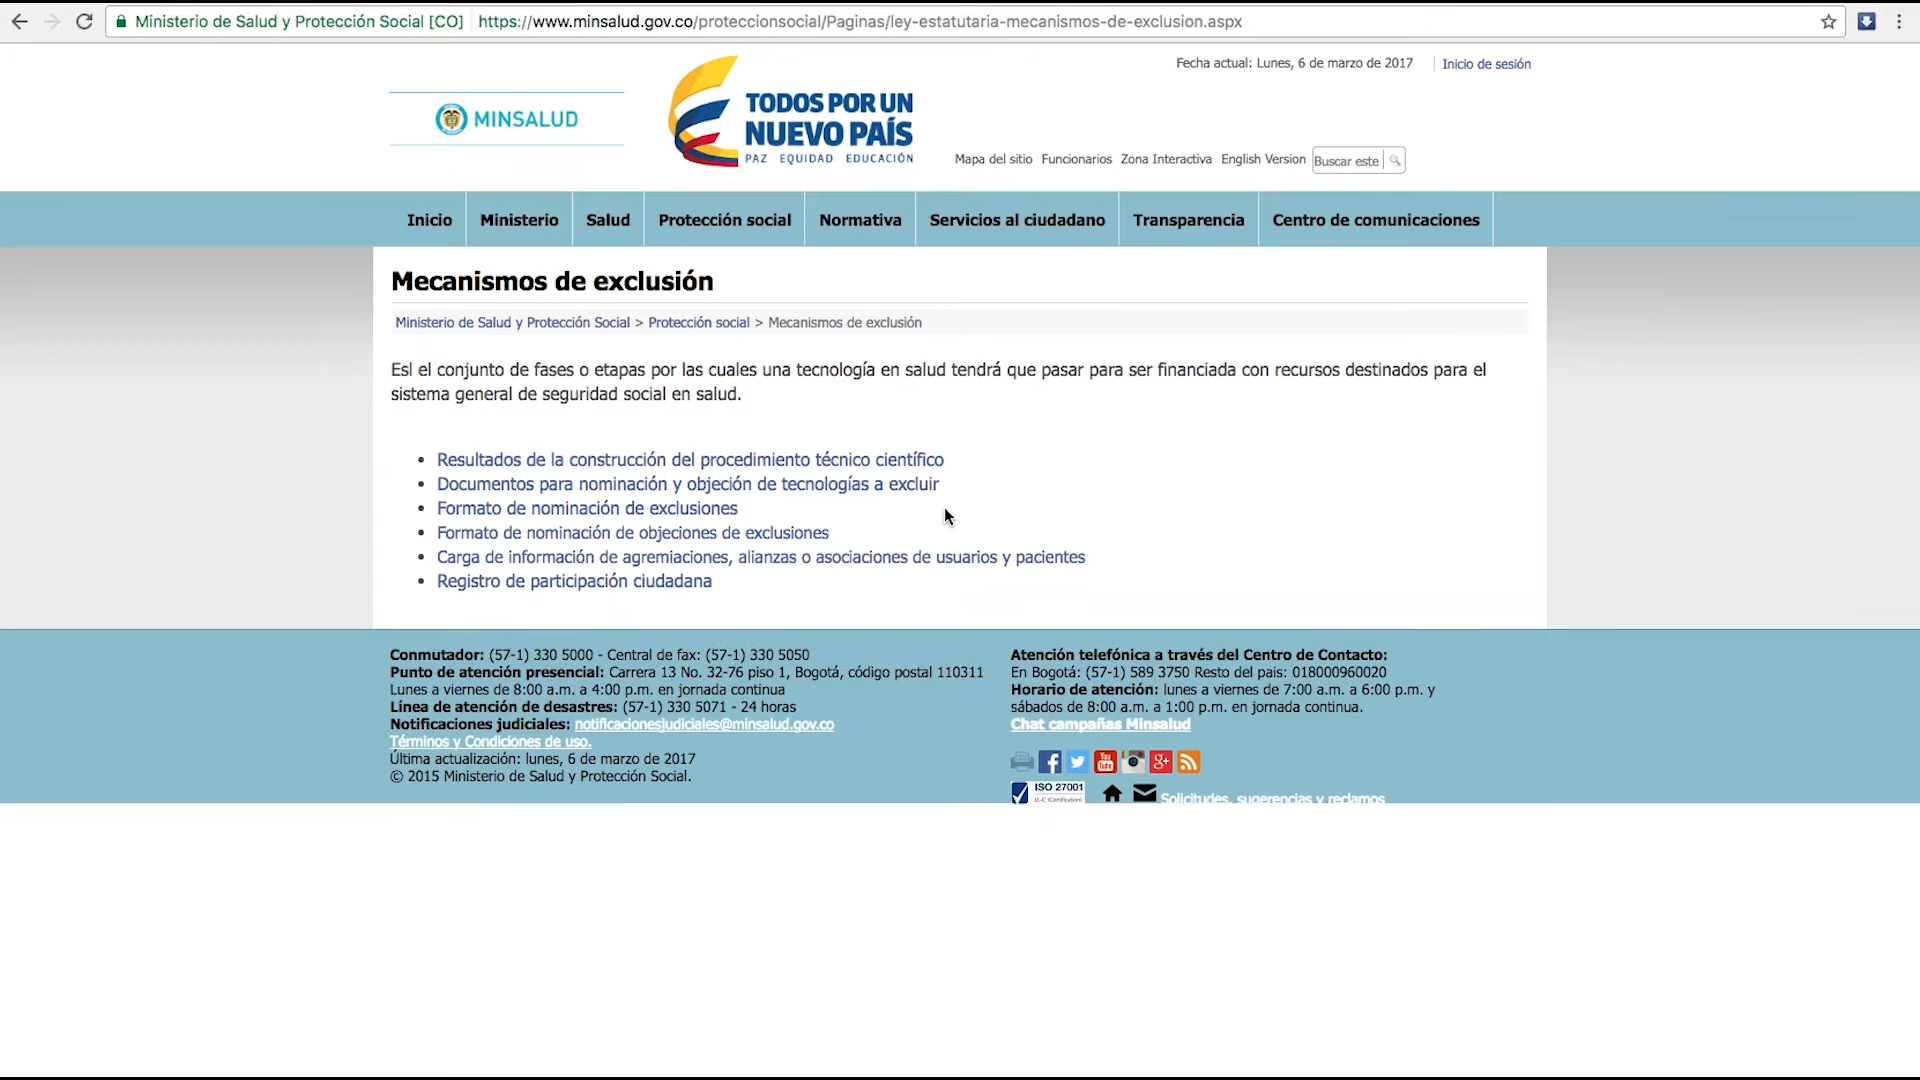 Ministerio de Salud y Protección Social [CO] https://www.minsalud.gov.co/proteccionsocial/Paginas/ley-estatutaria-mecanismos-de-exclusion.aspx
Fecha actual: Lunes, 6 de marzo de 2017 Inicio de sesión
MINSALUD
TODOS POR UN
NUEVO PAÍS
PAZ EQUIDAD EDUCACIÓN
Mapa del sitio Funcionarios Zona Interactiva English Version Buscar este
Inicio Ministerio Salud Protección social Normativa Servicios al ciudadano Transparencia Centro de comunicaciones
Mecanismos de exclusión
Ministerio de Salud y Protección Social > Protección social > Mecanismos de exclusión
Esl el conjunto de fases o etapas por las cuales una tecnología en salud tendrá que pasar para ser financiada con recursos destinados para el
sistema general de seguridad social en salud.
• Resultados de la construcción del procedimiento técnico científico
• Documentos para nominación y objeción de tecnologías a excluir
• Formato de nominación de exclusiones
• Formato de nominación de objeciones de exclusiones
• Carga de información de agremiaciones, alianzas o asociaciones de usuarios y pacientes
• Registro de participación ciudadana
Conmutador: (57-1) 330 5000 - Central de fax: (57-1) 330 5050
Punto de atención presencial: Carrera 13 No. 32-76 piso 1, Bogotá, código postal 110311
Lunes a viernes de 8:00 a.m. a 4:00 p.m. en jornada continua
Línea de atención de desastres: (57-1) 330 5071 - 24 horas
Notificaciones judiciales: notificacionesjudiciales@minsalud.gov.co
Términos y Condiciones de uso.
Última actualización: lunes, 6 de marzo de 2017
© 2015 Ministerio de Salud y Protección Social.
Atención telefónica a través del Centro de Contacto:
En Bogotá: (57-1) 589 3750 Resto del pais: 018000960020
Horario de atención: lunes a viernes de 7:00 a.m. a 6:00 p.m. y
sábados de 8:00 a.m. a 1:00 p.m. en jornada continua.
Chat campañas Minsalud
You Tube g+
ISO 27001
Solicitudes, sugerencias y reclamos